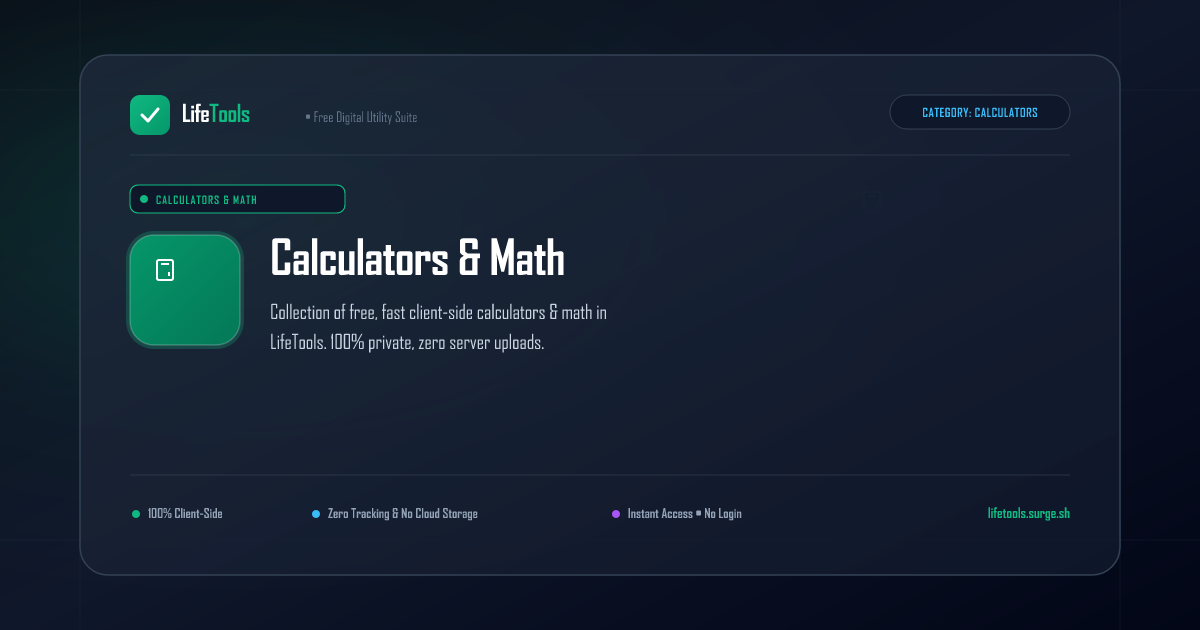 LifeTools
▪ Free Digital Utility Suite
CATEGORY: CALCULATORS
CALCULATORS & MATH
Calculators & Math
Collection of free, fast client-side calculators & math in
LifeTools. 100% private, zero server uploads.
100% Client-Side
Zero Tracking & No Cloud Storage
Instant Access ▪ No Login
lifetools.surge.sh